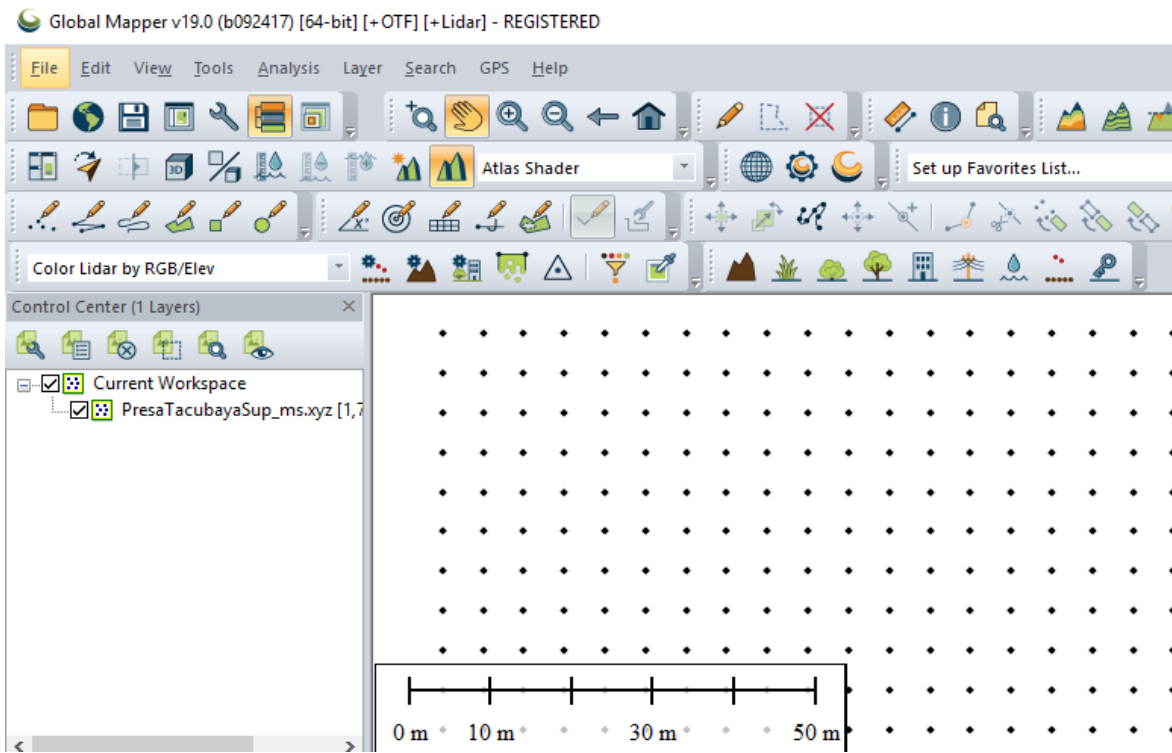 Global Mapper v19.0 (b092417) [64-bit] [+OTF] [+Lidar] - REGISTERED
File Edit View Tools Analysis Layer Search GPS Help
3D Atlas Shader Set up Favorites List...
Color Lidar by RGB/Elev
Control Center (1 Layers)
Current Workspace
PresaTacubayaSup_ms.xyz [1,7
0 m 10 m 30 m 50 m